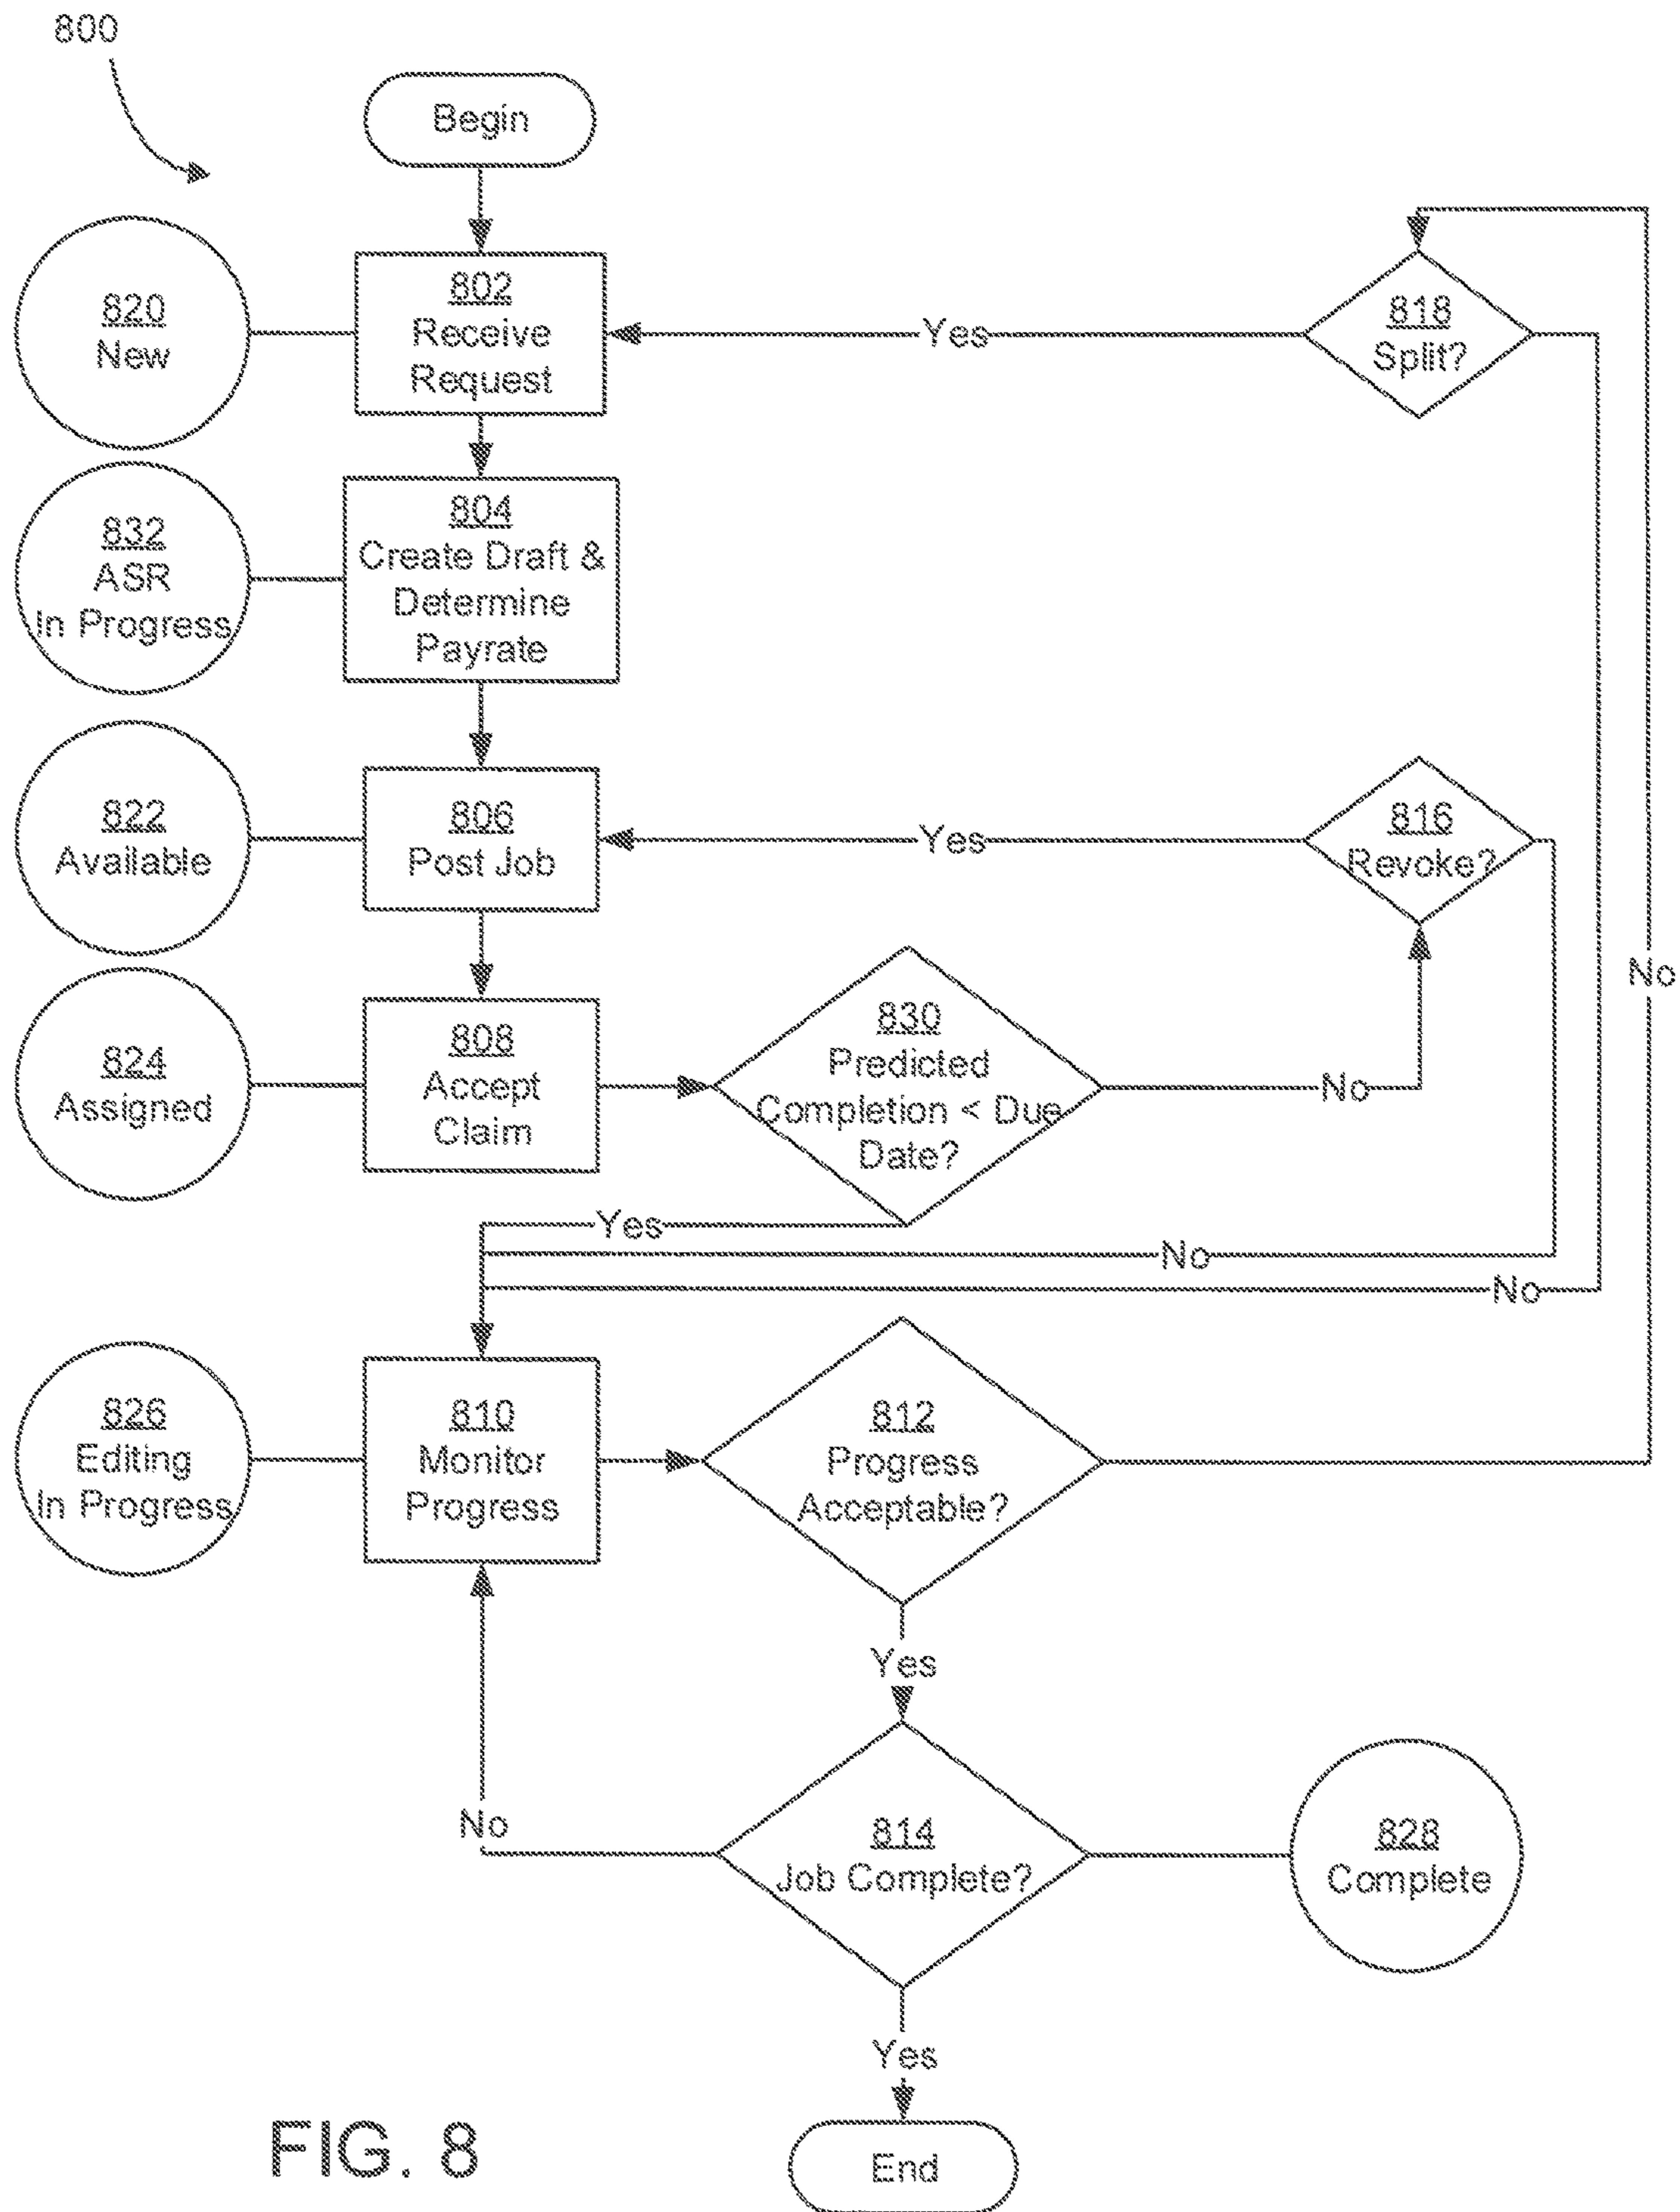 800
Begin
820
New
802
Receive
Request
Yes
818
Split?
832
ASR
In Progress
804
Create Draft &
Determine
Payrate
822
Available
806
Post Job
Yes
816
Revoke?
No
824
Assigned
808
Accept
Claim
830
Predicted
Completion < Due
Date?
No
Yes
No
No
826
Editing
In Progress
810
Monitor
Progress
812
Progress
Acceptable?
Yes
No
814
Job Complete?
828
Complete
Yes
End
FIG. 8